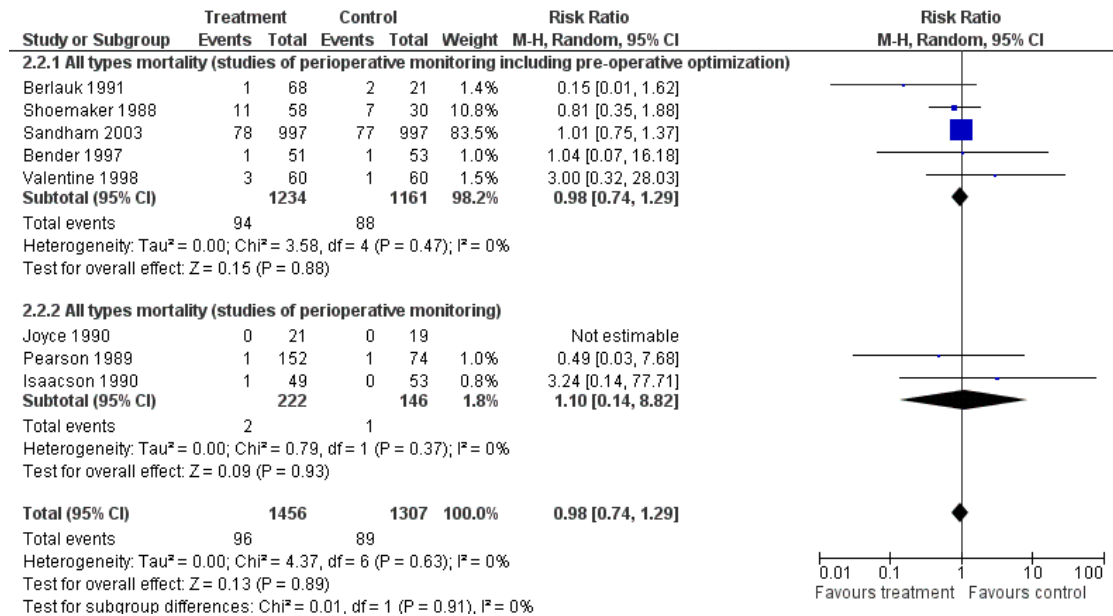 Treatment Control Risk Ratio Risk Ratio
Study or Subgroup Events Total Events Total Weight M-H, Random, 95% CI M-H, Random, 95% CI
2.2.1 All types mortality (studies of perioperative monitoring including pre-operative optimization)
Berlauk 1991 1 68 2 21 1.4% 0.15 [0.01, 1.62]
Shoemaker 1988 11 58 7 30 10.8% 0.81 [0.35, 1.88]
Sandham 2003 78 997 77 997 83.5% 1.01 [0.75, 1.37]
Bender 1997 1 51 1 53 1.0% 1.04 [0.07, 16.18]
Valentine 1998 3 60 1 60 1.5% 3.00 [0.32, 28.03]
Subtotal (95% CI) 1234 1161 98.2% 0.98 [0.74, 1.29]
Total events 94 88
Heterogeneity: Tau² = 0.00; Chi² = 3.58, df = 4 (P = 0.47); I² = 0%
Test for overall effect: Z = 0.15 (P = 0.88)
2.2.2 All types mortality (studies of perioperative monitoring)
Joyce 1990 0 21 0 19 Not estimable
Pearson 1989 1 152 1 74 1.0% 0.49 [0.03, 7.68]
Isaacson 1990 1 49 0 53 0.8% 3.24 [0.14, 77.71]
Subtotal (95% CI) 222 146 1.8% 1.10 [0.14, 8.82]
Total events 2 1
Heterogeneity: Tau² = 0.00; Chi² = 0.79, df = 1 (P = 0.37); I² = 0%
Test for overall effect: Z = 0.09 (P = 0.93)
Total (95% CI) 1456 1307 100.0% 0.98 [0.74, 1.29]
Total events 96 89
Heterogeneity: Tau² = 0.00; Chi² = 4.37, df = 6 (P = 0.63); I² = 0%
Test for overall effect: Z = 0.13 (P = 0.89)
Test for subgroup differences: Chi² = 0.01, df = 1 (P = 0.91), I² = 0%
0.01 0.1 1 10 100
Favours treatment Favours control